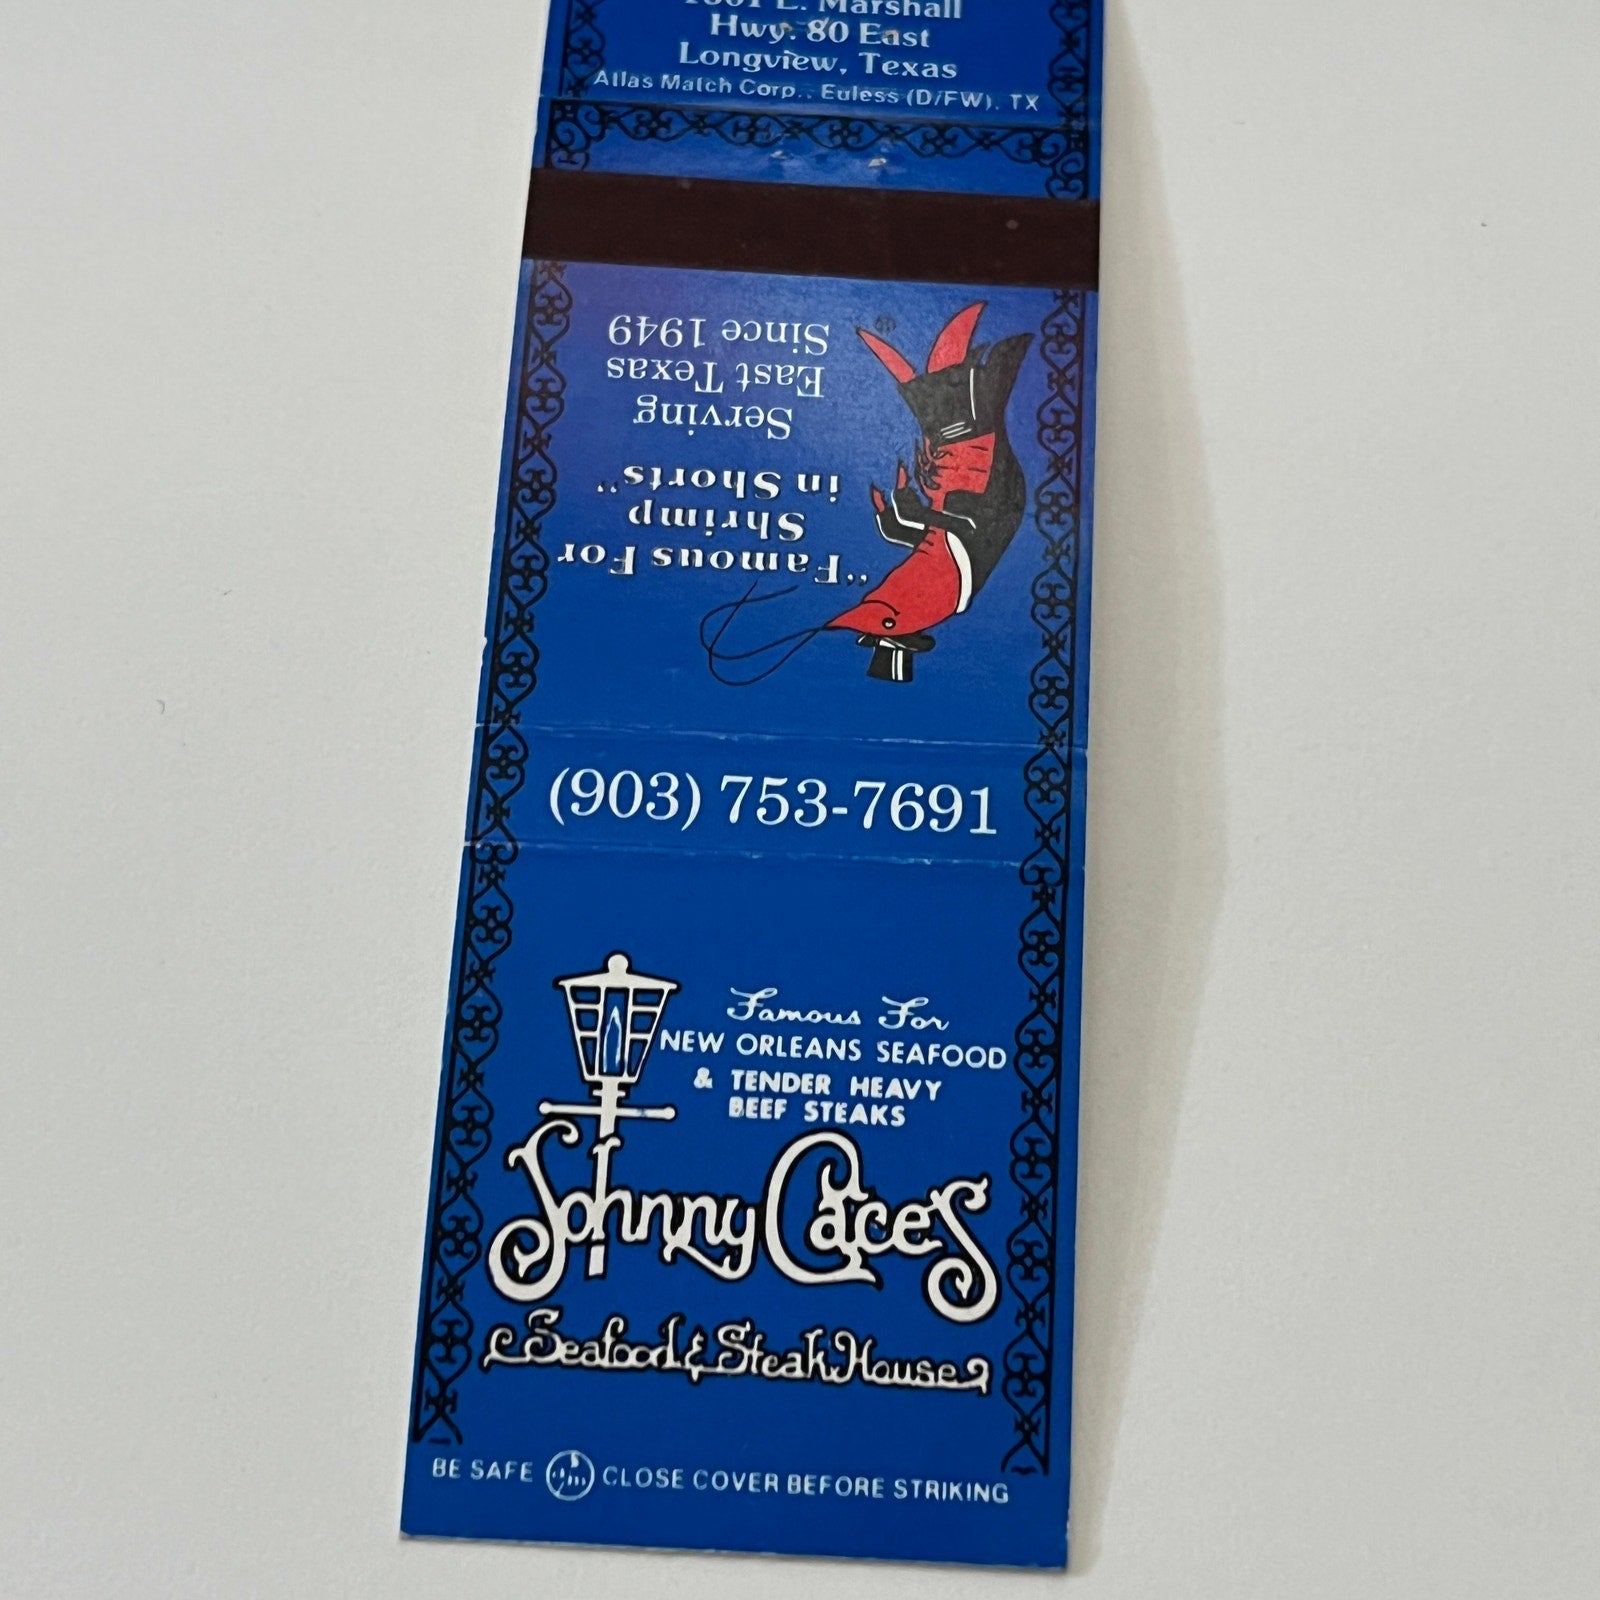 E. Marshall
Hwy. 80 East
Longview, Texas
Atlas Match Corp., Euless (D/FW), TX
"Famous For
Shrimp
in Shorts"
Serving
East Texas
Since 1949
(903) 753-7691
Famous For
NEW ORLEANS SEAFOOD
& TENDER HEAVY
BEEF STEAKS
Johnny Caces
Seafood & Steak House
BE SAFE CLOSE COVER BEFORE STRIKING